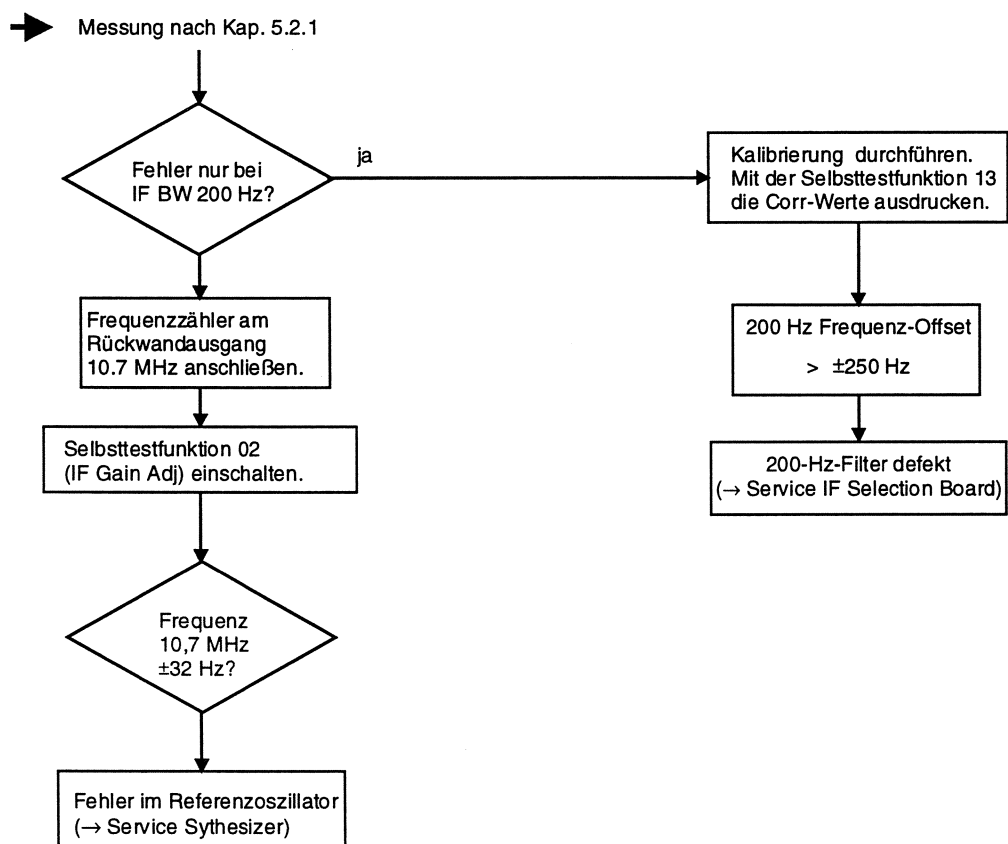 Messung nach Kap. 5.2.1
Fehler nur bei
IF BW 200 Hz?
ja
Kalibrierung durchführen.
Mit der Selbsttestfunktion 13
die Corr-Werte ausdrucken.
Frequenzzähler am
Rückwandausgang
10.7 MHz anschließen.
200 Hz Frequenz-Offset
> ±250 Hz
Selbsttestfunktion 02
(IF Gain Adj) einschalten.
200-Hz-Filter defekt
(→ Service IF Selection Board)
Frequenz
10,7 MHz
±32 Hz?
Fehler im Referenzoszillator
(→ Service Sythesizer)